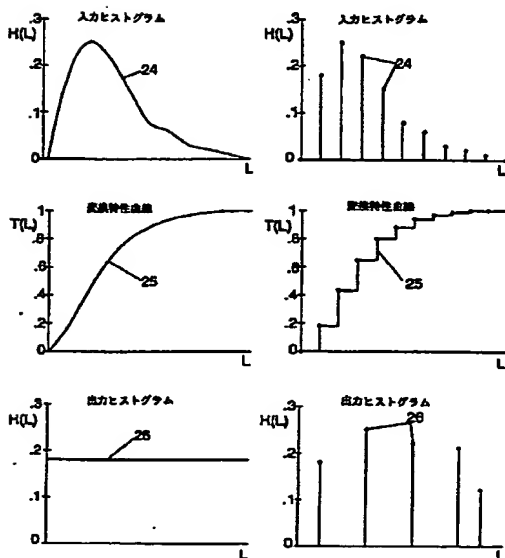 入力ヒストグラム
H(L)
.3
.2
.1
0
24
L
入力ヒストグラム
H(L)
.3
.2
.1
0
24
L
変換特性曲線
T(L)
1
.8
.6
.4
.2
0
25
L
変換特性曲線
T(L)
1
.8
.6
.4
.2
0
25
L
出力ヒストグラム
H(L)
.3
.2
.1
0
26
L
出力ヒストグラム
H(L)
.3
.2
.1
0
26
L